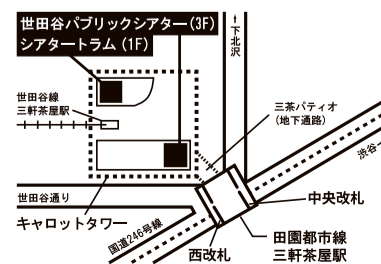 世田谷パブリックシアター(3F)
シアタートラム(1F)
↑下北沢
世田谷線
三軒茶屋駅
三茶パティオ
(地下通路)
渋谷→
世田谷通り
中央改札
キャロットタワー
国道246号線
西改札
田園都市線
三軒茶屋駅